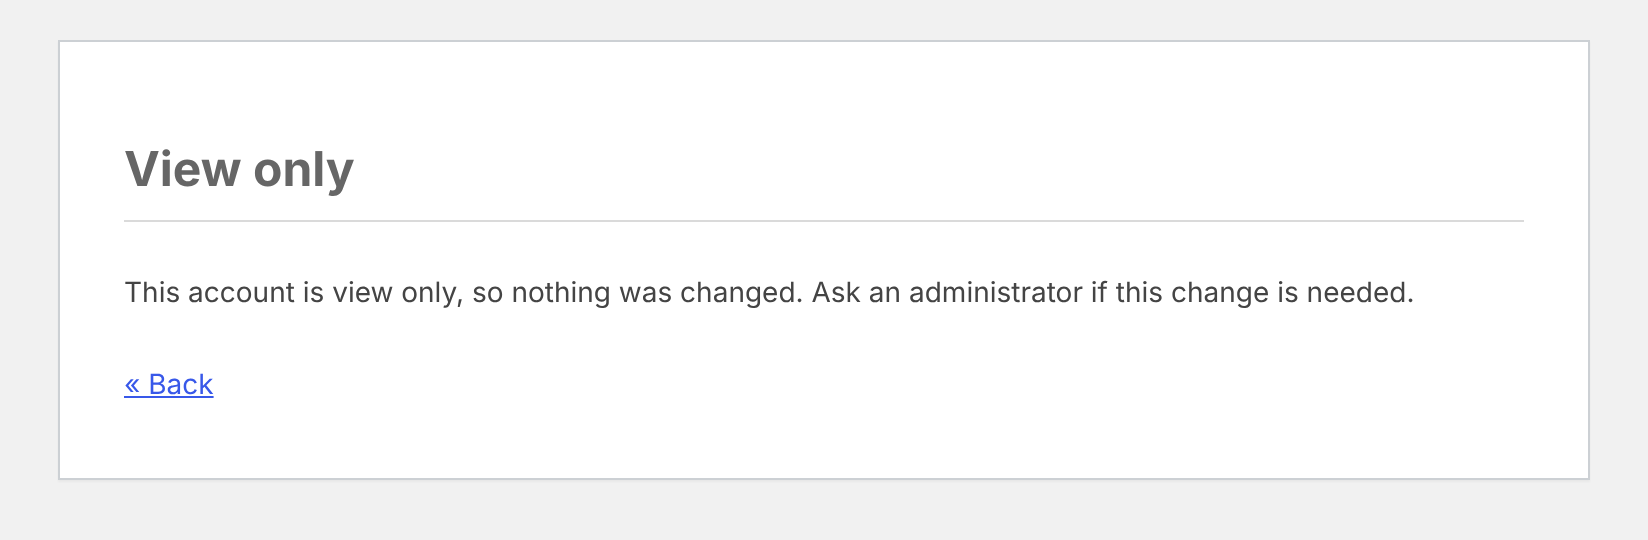 View only
This account is view only, so nothing was changed. Ask an administrator if this change is needed.
« Back